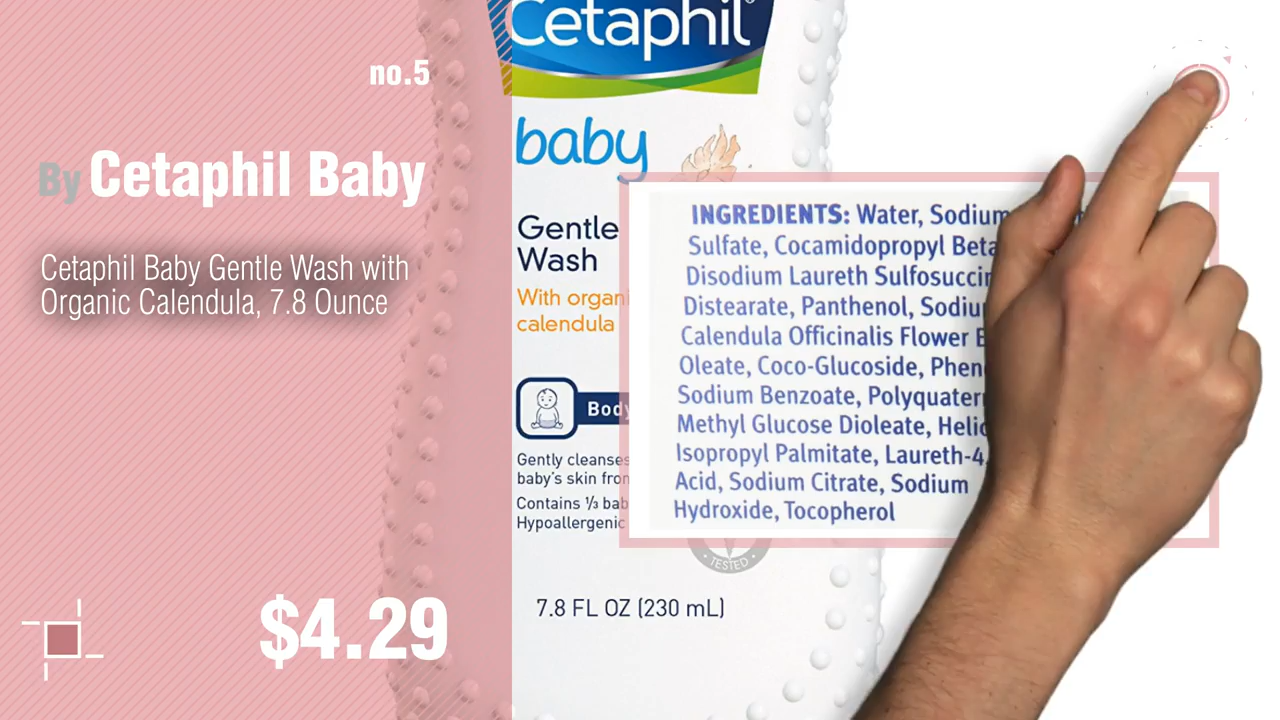 no.5
By Cetaphil Baby
Cetaphil Baby Gentle Wash with
Organic Calendula, 7.8 Ounce
$4.29
Cetaphil®
baby
Gentle
Wash
With organi
calendula
Body
Gently cleanses
baby's skin from
Contains ⅓ bab
Hypoallergenic
TESTED
7.8 FL OZ (230 mL)
INGREDIENTS: Water, Sodium
Sulfate, Cocamidopropyl Beta
Disodium Laureth Sulfosuccin
Distearate, Panthenol, Sodiu
Calendula Officinalis Flower E
Oleate, Coco-Glucoside, Phen
Sodium Benzoate, Polyquater
Methyl Glucose Dioleate, Helic
Isopropyl Palmitate, Laureth-4,
Acid, Sodium Citrate, Sodium
Hydroxide, Tocopherol